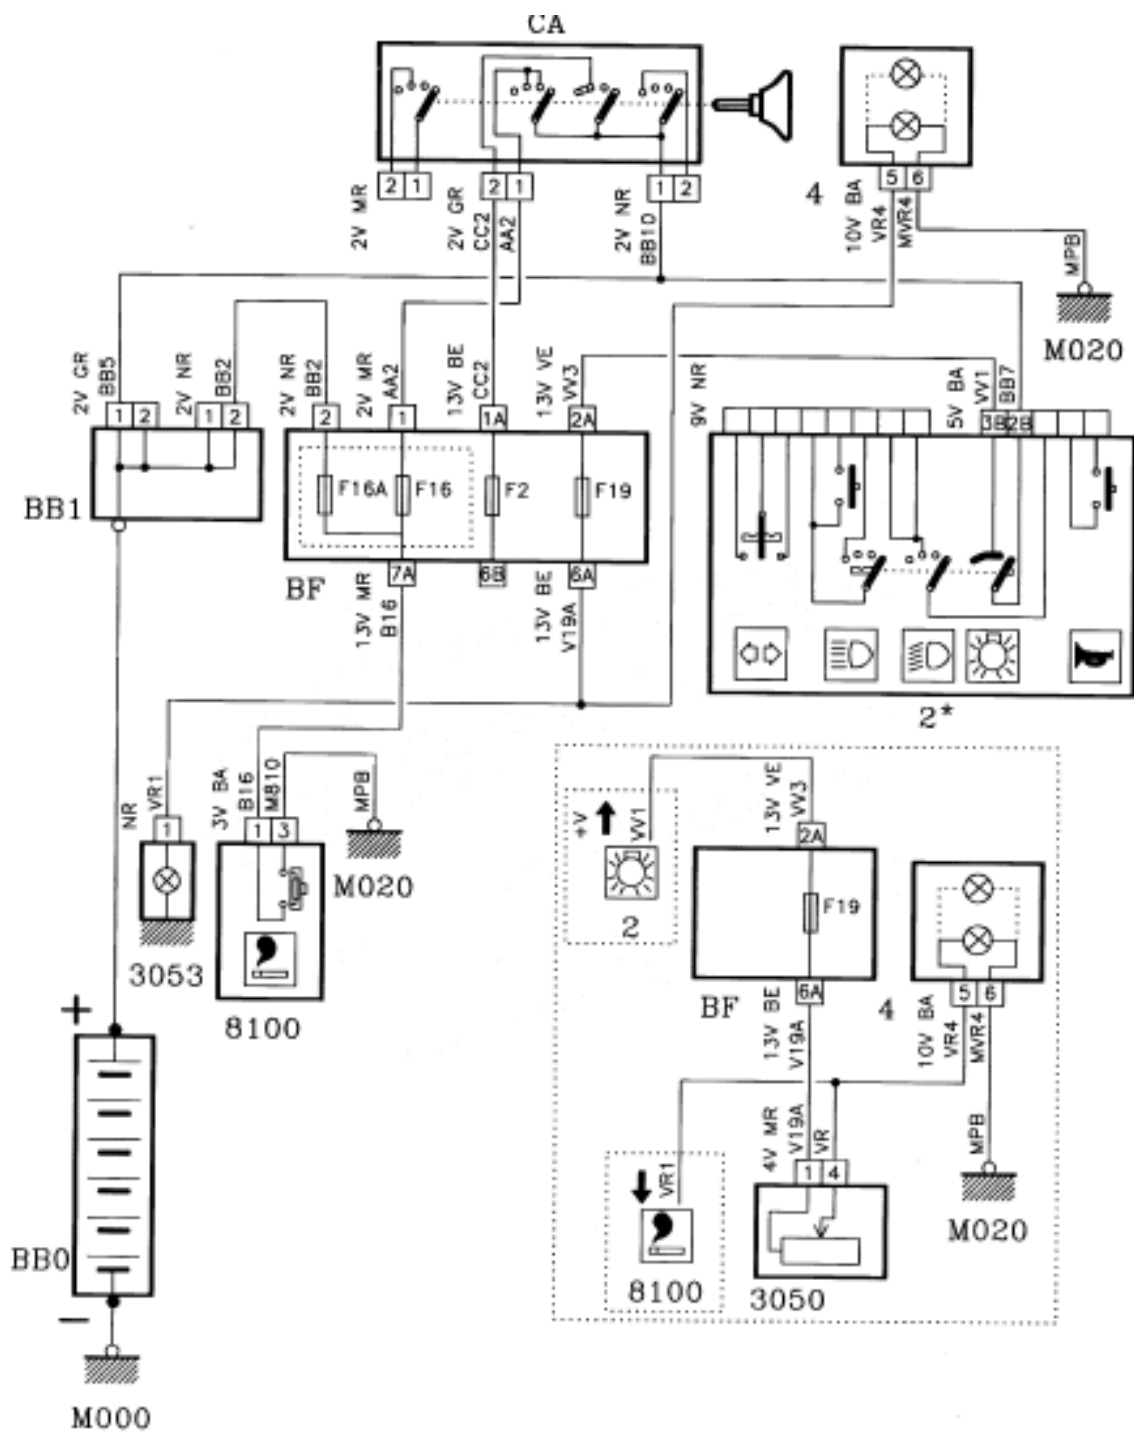 CA
2 1
2 1
1 2
5 6
4
2V MR
2V GR
CC2
AA2
2V NR
BB10
10V BA
VR4
MVR4
MPB
M020
2V GR
BB5
2V NR
BB2
2V NR
BB2
2V MR
AA2
13V BE
CC2
13V VE
VV3
9V NR
5V BA
VV1
BB7
1 2
1 2
2
1
1A
2A
3B 2B
F16A
F16
F2
F19
BB1
BF
7A
6B
6A
13V MR
B16
13V BE
V19A
2*
NR
VR1
3V BA
B16
M810
MPB
1
1 3
M020
3053
8100
+
BB0
−
M000
+V
VV1
2
13V VE
VV3
2A
F19
BF
6A
4
5 6
13V BE
V19A
10V BA
VR4
MVR4
MPB
M020
4V MR
V19A
VR
1 4
VR1
8100
3050